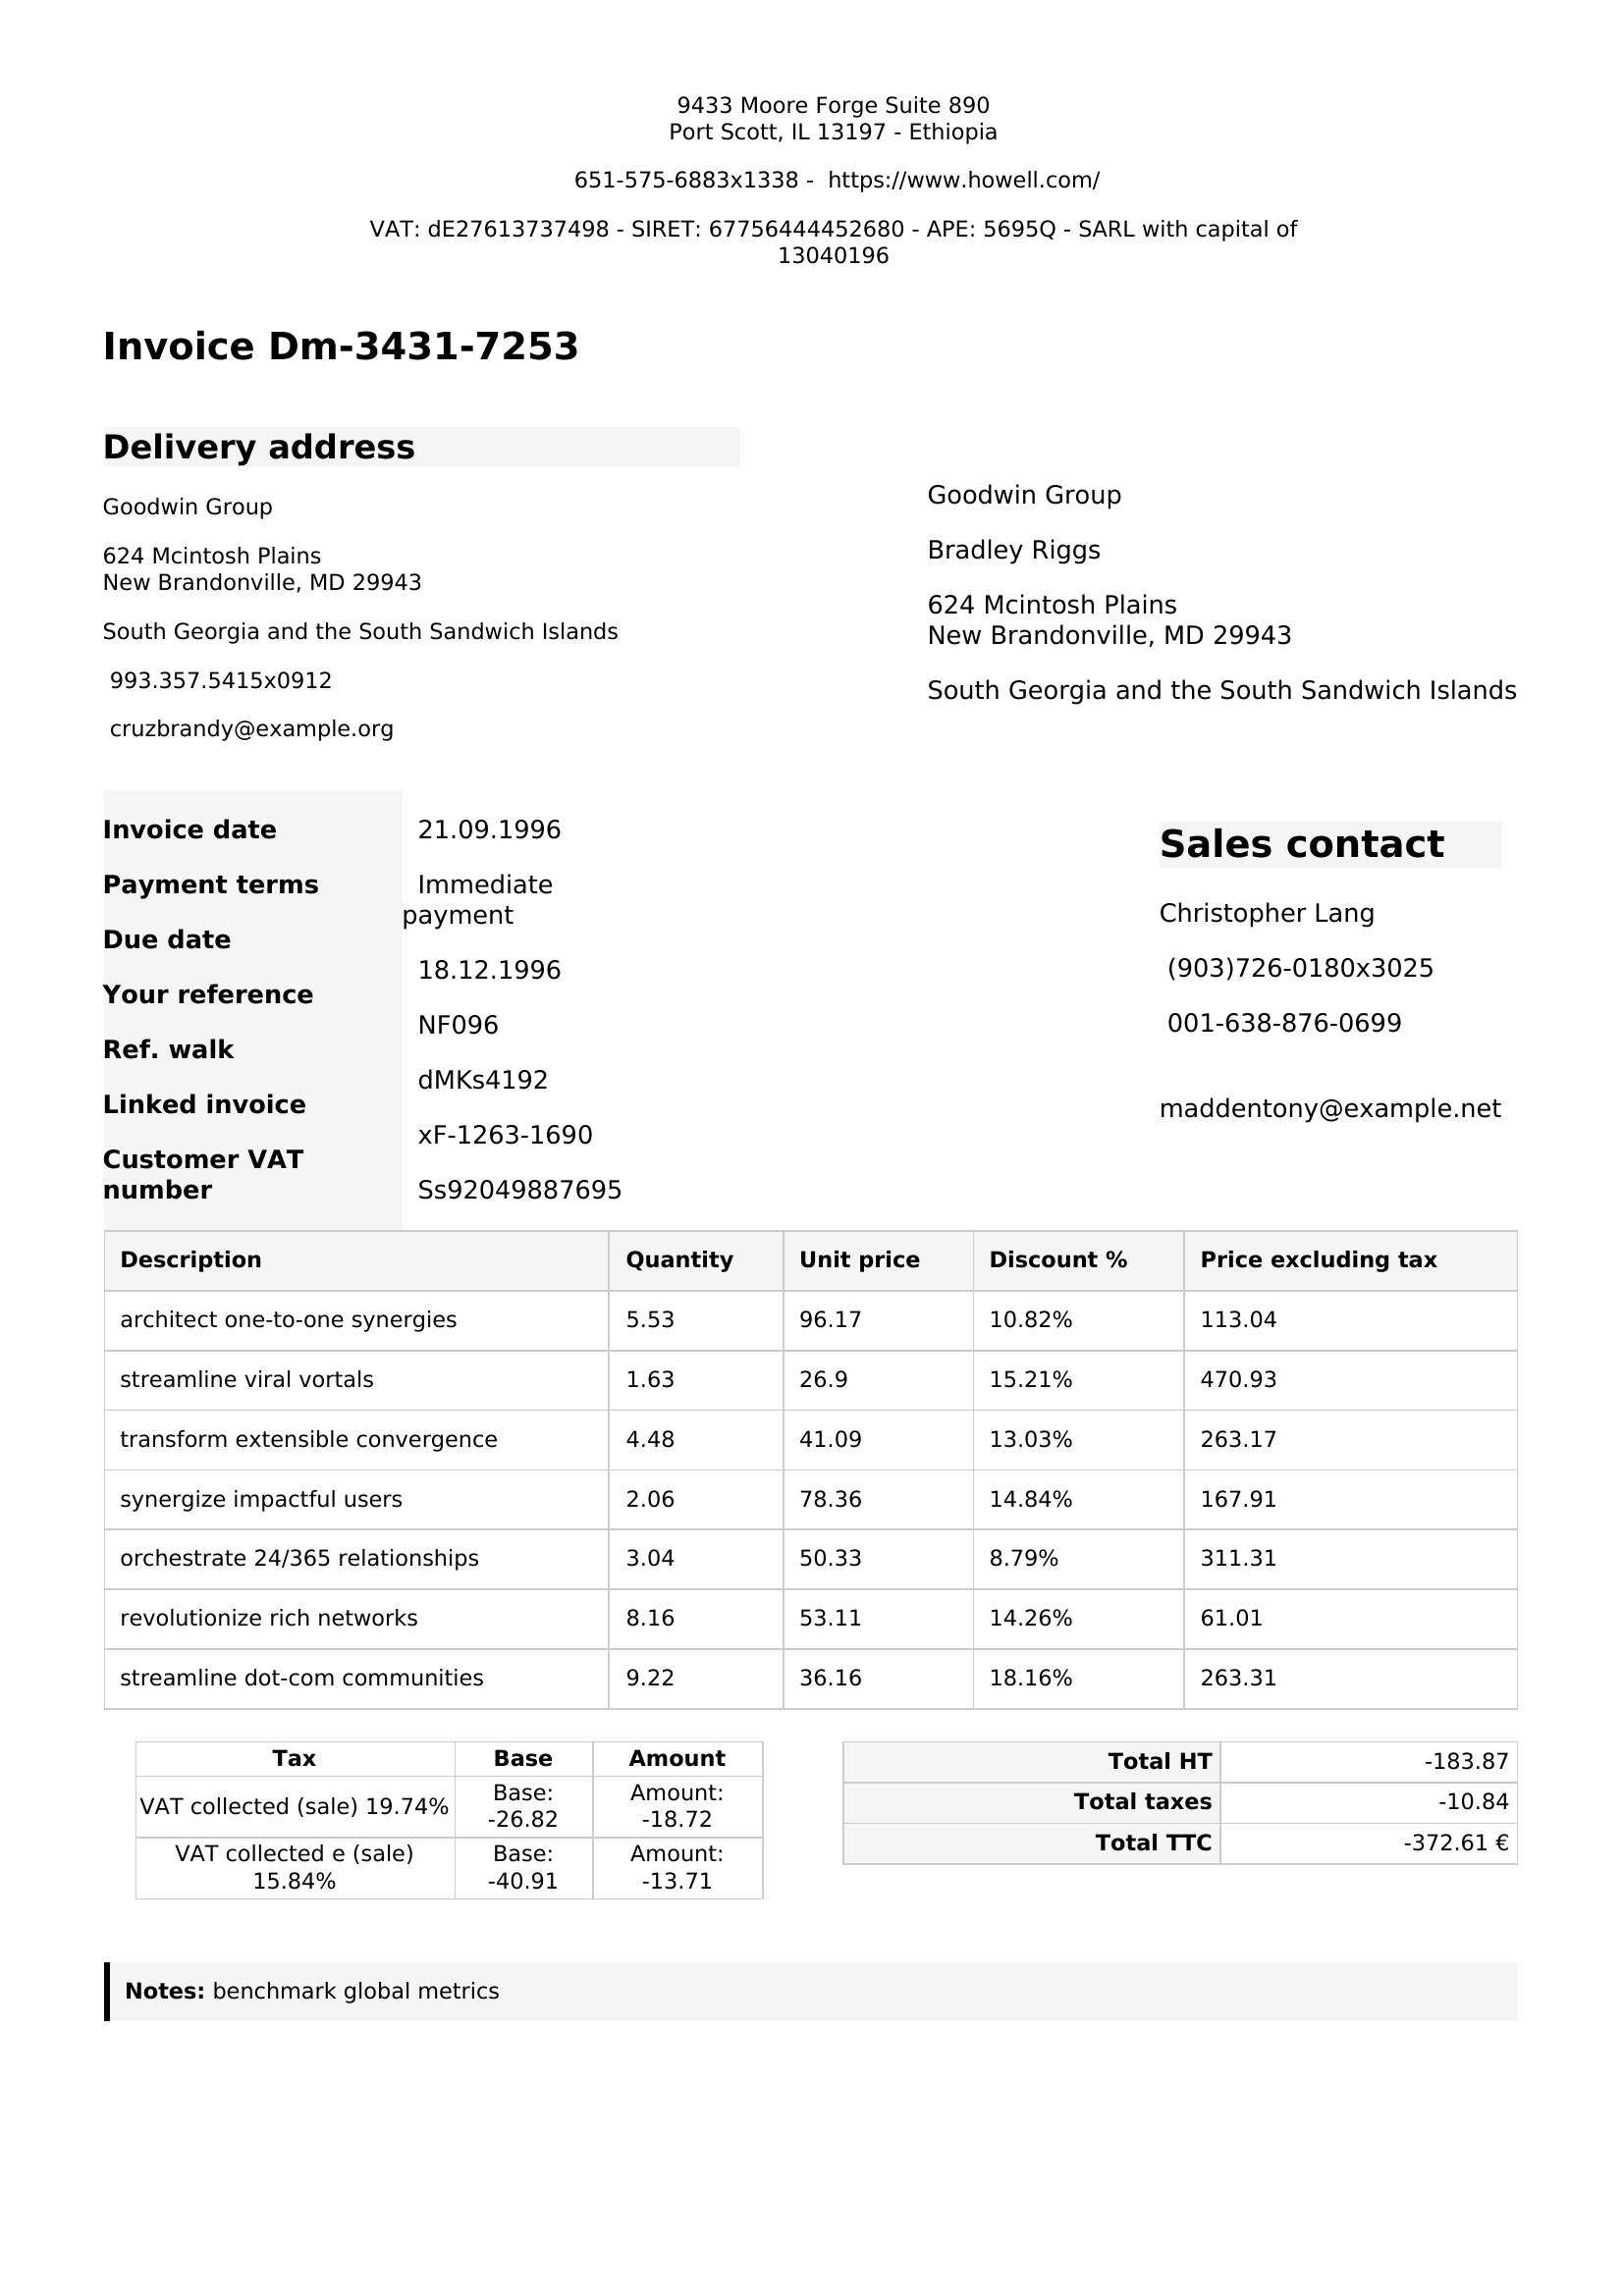 9433 Moore Forge Suite 890
Port Scott, IL 13197 - Ethiopia
651-575-6883x1338 - https://www.howell.com/
VAT: dE27613737498 - SIRET: 67756444452680 - APE: 5695Q - SARL with capital of
13040196
Invoice Dm-3431-7253
Delivery address
Goodwin Group
624 Mcintosh Plains
New Brandonville, MD 29943
South Georgia and the South Sandwich Islands
993.357.5415x0912
cruzbrandy@example.org
Goodwin Group
Bradley Riggs
624 Mcintosh Plains
New Brandonville, MD 29943
South Georgia and the South Sandwich Islands
Invoice date 21.09.1996
Payment terms Immediate
payment
Due date 18.12.1996
Your reference NF096
Ref. walk dMKs4192
Linked invoice xF-1263-1690
Customer VAT
number Ss92049887695
Sales contact
Christopher Lang
(903)726-0180x3025
001-638-876-0699
maddentony@example.net
Description Quantity Unit price Discount % Price excluding tax
architect one-to-one synergies 5.53 96.17 10.82% 113.04
streamline viral vortals 1.63 26.9 15.21% 470.93
transform extensible convergence 4.48 41.09 13.03% 263.17
synergize impactful users 2.06 78.36 14.84% 167.91
orchestrate 24/365 relationships 3.04 50.33 8.79% 311.31
revolutionize rich networks 8.16 53.11 14.26% 61.01
streamline dot-com communities 9.22 36.16 18.16% 263.31
Tax Base Amount
VAT collected (sale) 19.74% Base: -26.82 Amount: -18.72
VAT collected e (sale) 15.84% Base: -40.91 Amount: -13.71
Total HT -183.87
Total taxes -10.84
Total TTC -372.61 €
Notes: benchmark global metrics